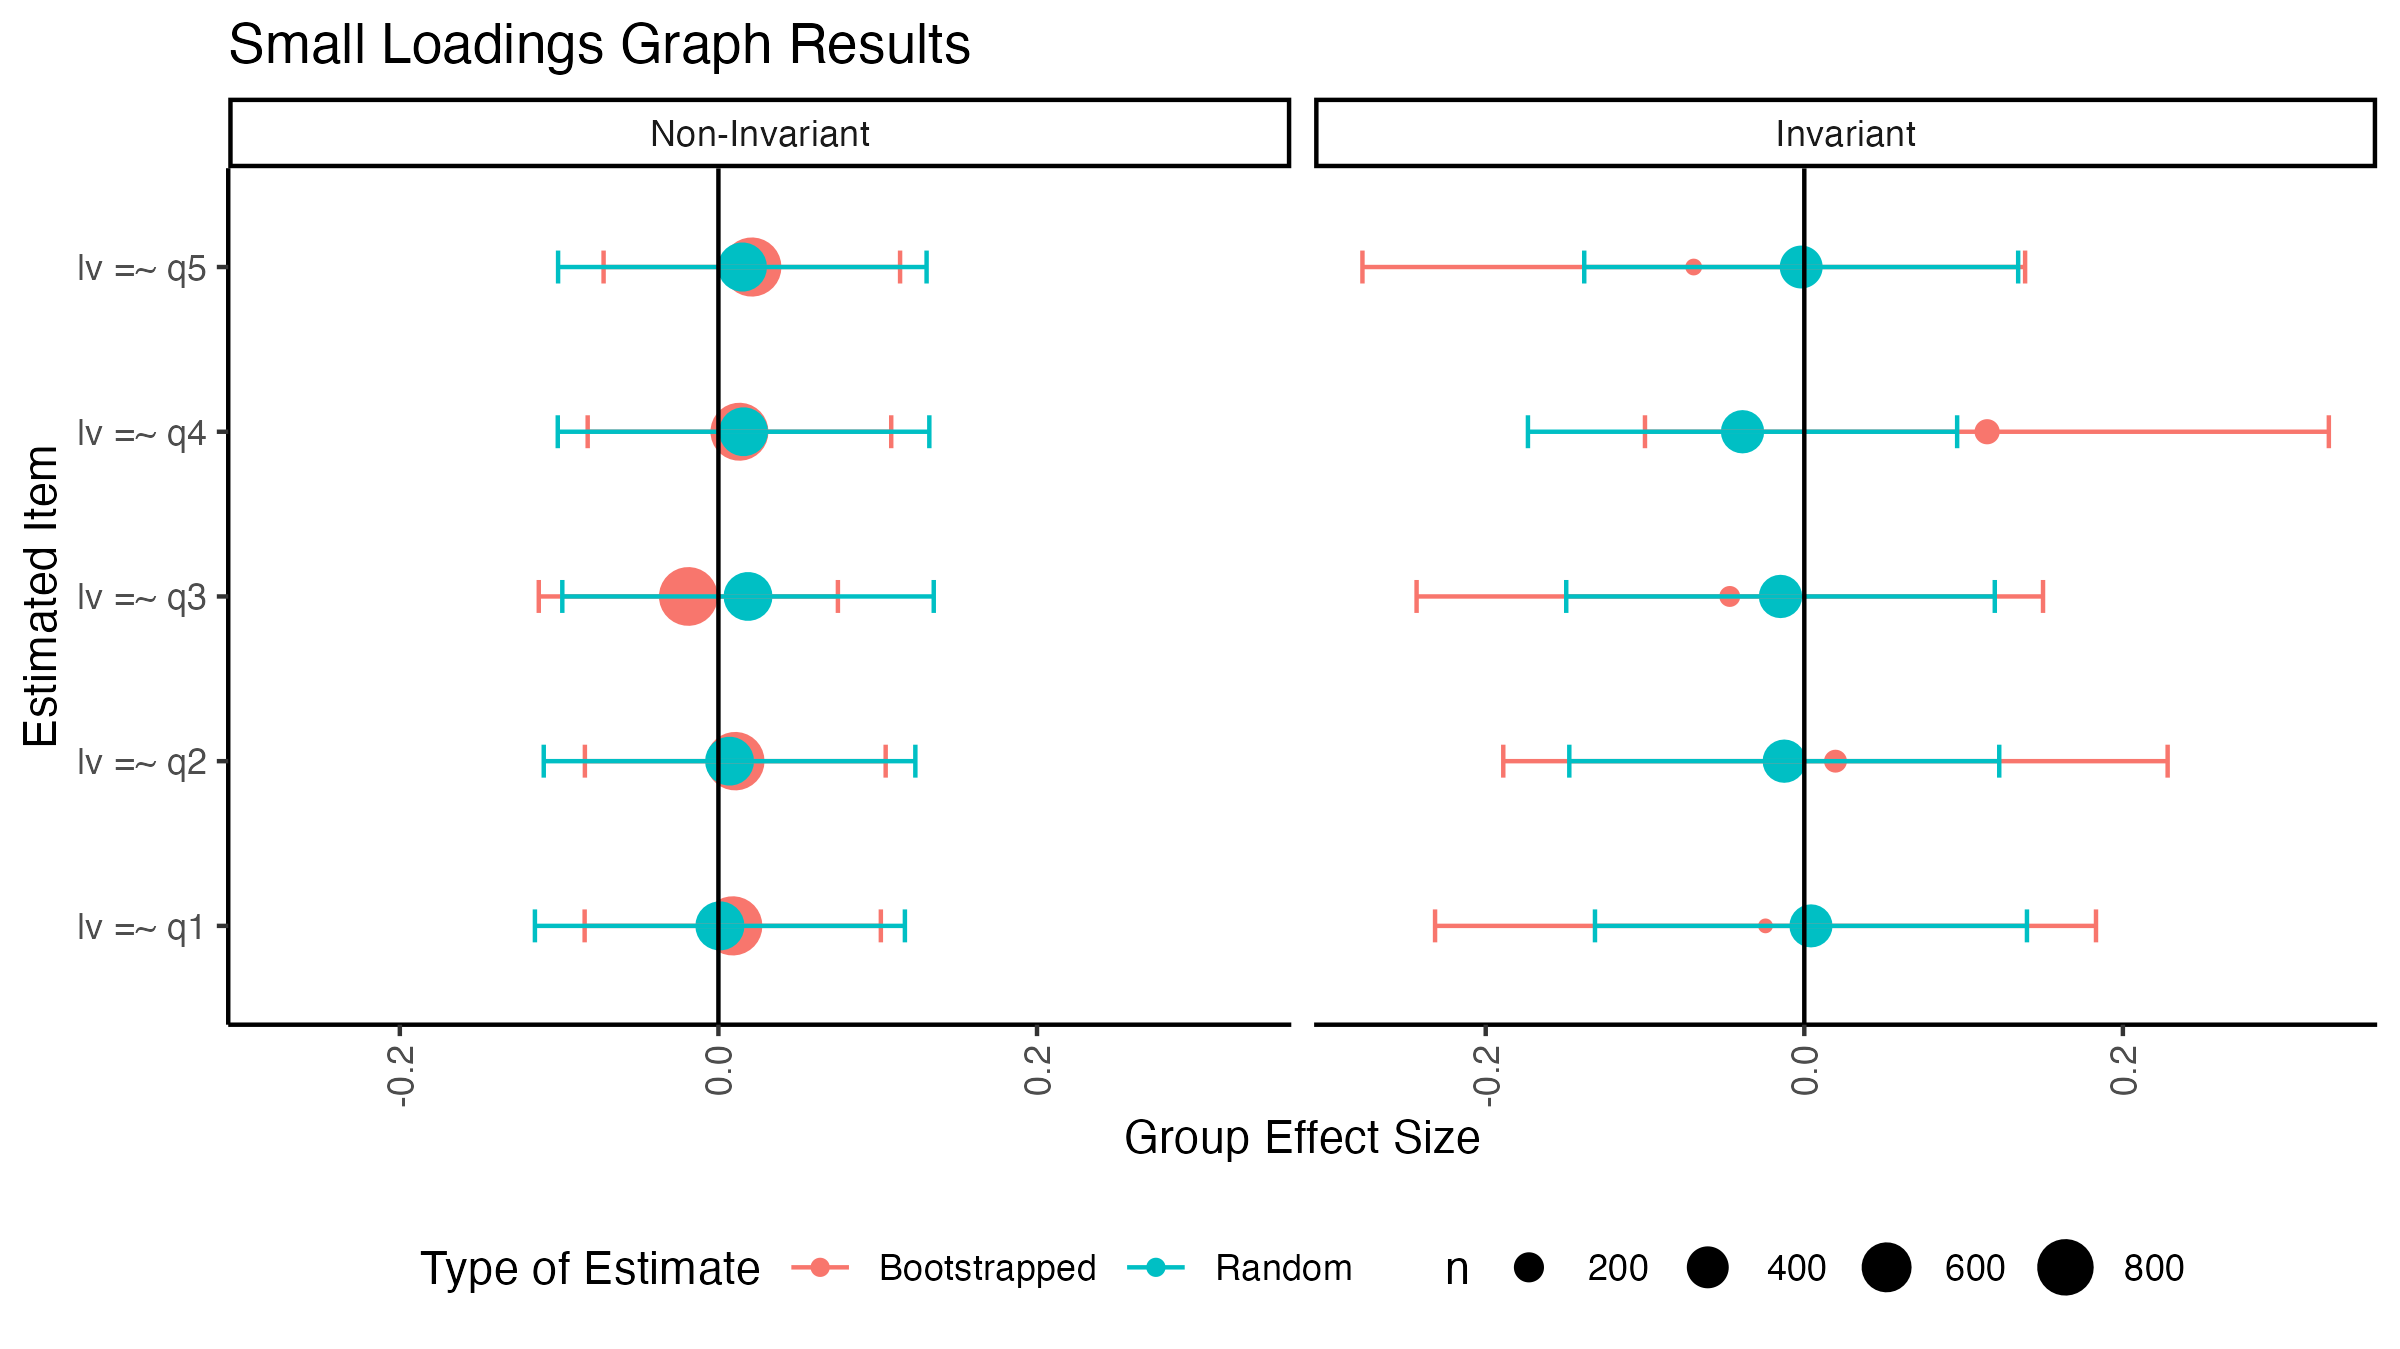 Small Loadings Graph Results
Non-Invariant
Invariant
Estimated Item
lv =~ q5
lv =~ q4
lv =~ q3
lv =~ q2
lv =~ q1
-0.2
0.0
0.2
-0.2
0.0
0.2
Group Effect Size
Type of Estimate Bootstrapped Random n 200 400 600 800